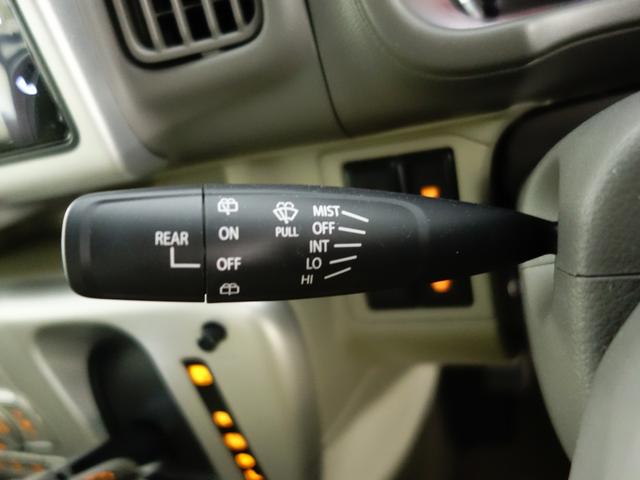 REAR
ON
OFF
PULL
MIST
OFF
INT
LO
HI